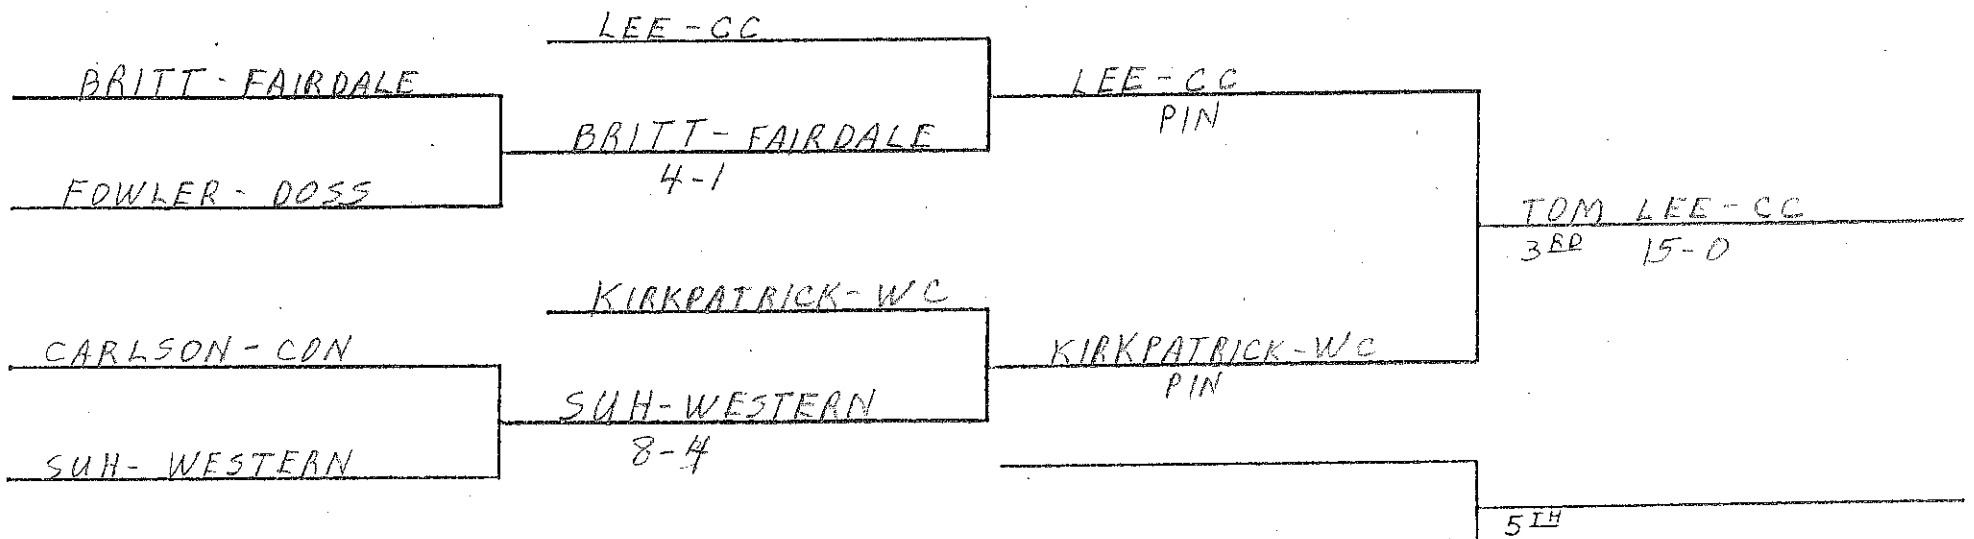 LEE - CC
BRITT - FAIRDALE
LEE - CC
PIN
BRITT - FAIRDALE
4-1
FOWLER - DOSS
TOM LEE - CC
3RD 15-0
KIRKPATRICK - WC
CARLSON - CON
KIRKPATRICK - WC
PIN
SUH - WESTERN
8-4
SUH - WESTERN
5TH